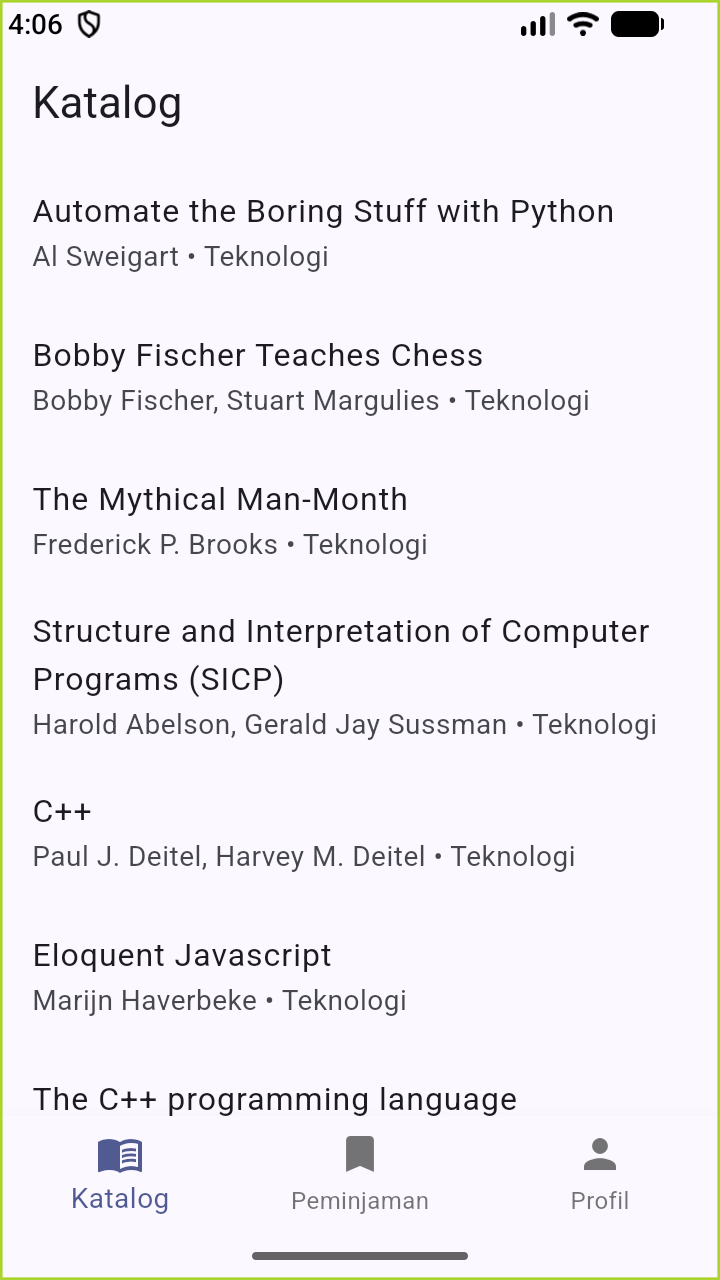 4:06
Katalog
Automate the Boring Stuff with Python
Al Sweigart • Teknologi
Bobby Fischer Teaches Chess
Bobby Fischer, Stuart Margulies • Teknologi
The Mythical Man-Month
Frederick P. Brooks • Teknologi
Structure and Interpretation of Computer
Programs (SICP)
Harold Abelson, Gerald Jay Sussman • Teknologi
C++
Paul J. Deitel, Harvey M. Deitel • Teknologi
Eloquent Javascript
Marijn Haverbeke • Teknologi
The C++ programming language
Katalog
Peminjaman
Profil